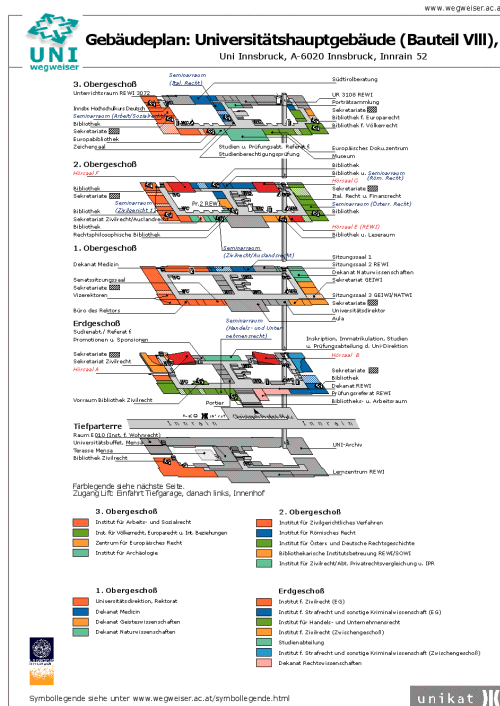 www.wegweiser.ac.a
UNI
wegweiser
Gebäudeplan: Universitätshauptgebäude (Bauteil VIII),
Uni Innsbruck, A-6020 Innsbruck, Innrain 52
3. Obergeschoß
Seminarraum
(Ital. Recht)
Südtirolberatung
Unterrichtsraum REWI 3072
UR 3108 REWI
Porträtsammlung
Innsbr. Hochschulkurs Deutsch
Sekretariate
Seminarraum (Arbeit/Sozialrecht)
Bibliothek f. Europarecht
Bibliothek
Bibliothek f. Völkerrecht
Sekretariate
Europabibliothek
Zeichensaal
Studien u. Prüfungsabt. Referat f.
Studienberechtigungsprüfung
Europäisches Dokuzentrum
Museum
2. Obergeschoß
Hörsaal F
Bibliothek
Bibliothek u. Seminarraum
(Röm. Recht)
Hörsaal G
Bibliothek
Sekretariate
Sekretariate
Ital. Recht u. Finanzrecht
Seminarraum
(Zivilgericht.)
Pr.2 REWI
Seminarraum (Österr. Recht)
Bibliothek
Bibliothek
Sekretariat Zivilrecht/Auslandsrecht
Bibliothek
Hörsaal E (REWI)
Rechtsphilosophische Bibliothek
Bibliothek u. Leseraum
Seminarraum
(Zivilrecht/Auslandsrecht)
1. Obergeschoß
Sitzungssaal 1
Dekanat Medizin
Sitzungssaal 2 REWI
Dekanat Naturwissenschaften
Senatssitzungssaal
Sekretariat GEIWI
Sekretariate
Vizerektoren
Sitzungssaal 3 GEIWI/NATWI
Sekretariate
Büro des Rektors
Universitätsdirektor
Aula
Erdgeschoß
Seminarraum
(Handels- und Unter-
nehmensrecht)
Sudienabt./Referat f.
Promotionen u. Sponsionen
Inskription, Immatrikulation, Studien
u. Prüfungsabteilung d. Uni-Direktion
Sekretariate
Hörsaal B
Sekretariat Zivilrecht
Hörsaal A
Sekretariate
Bibliothek
Dekanat REWI
Prüfungsreferat REWI
Vorraum Bibliothek Zivilrecht
Portier
Bibliotheks- u. Arbeitsraum
Innrain
Innrain
Tiefparterre
Raum E010 (Inst. f. Wohnrecht)
Universitätsbuffet, Mensa
UNI-Archiv
Terasse Mensa
Bibliothek Zivilrecht
Lernzentrum REWI
Farblegende siehe nächste Seite.
Zugang Lift: Einfahrt Tiefgarage, danach links, Innenhof
3. Obergeschoß
Institut für Arbeits- und Sozialrecht
Inst. für Völkerrecht, Europarecht u. Int. Beziehungen
Zentrum für Europäisches Recht
Institut für Archäologie
2. Obergeschoß
Institut für Zivilgerichtliches Verfahren
Institut für Römisches Recht
Institut für Österr. und Deutsche Rechtsgeschichte
Bibliothekarische Institutsbetreuung REWI/SOWI
Institut für Zivilrecht/Abt. Privatrechtsvergleichung u. IPR
1. Obergeschoß
Universitätsdirektion, Rektorat
Dekanat Medizin
Dekanat Geisteswissenschaften
Dekanat Naturwissenschaften
Erdgeschoß
Institut f. Zivilrecht (EG)
Institut f. Strafrecht und sonstige Kriminalwissenschaft (EG)
Institut für Handels- und Unternehmensrecht
Institut f. Zivilrecht (Zwischengeschoß)
Studienabteilung
Institut f. Strafrecht und sonstige Kriminalwissenschaft (Zwischengeschoß)
Dekanat Rechtswissenschaften
Symbollegende siehe unter www.wegweiser.ac.at/symbollegende.html
unikat